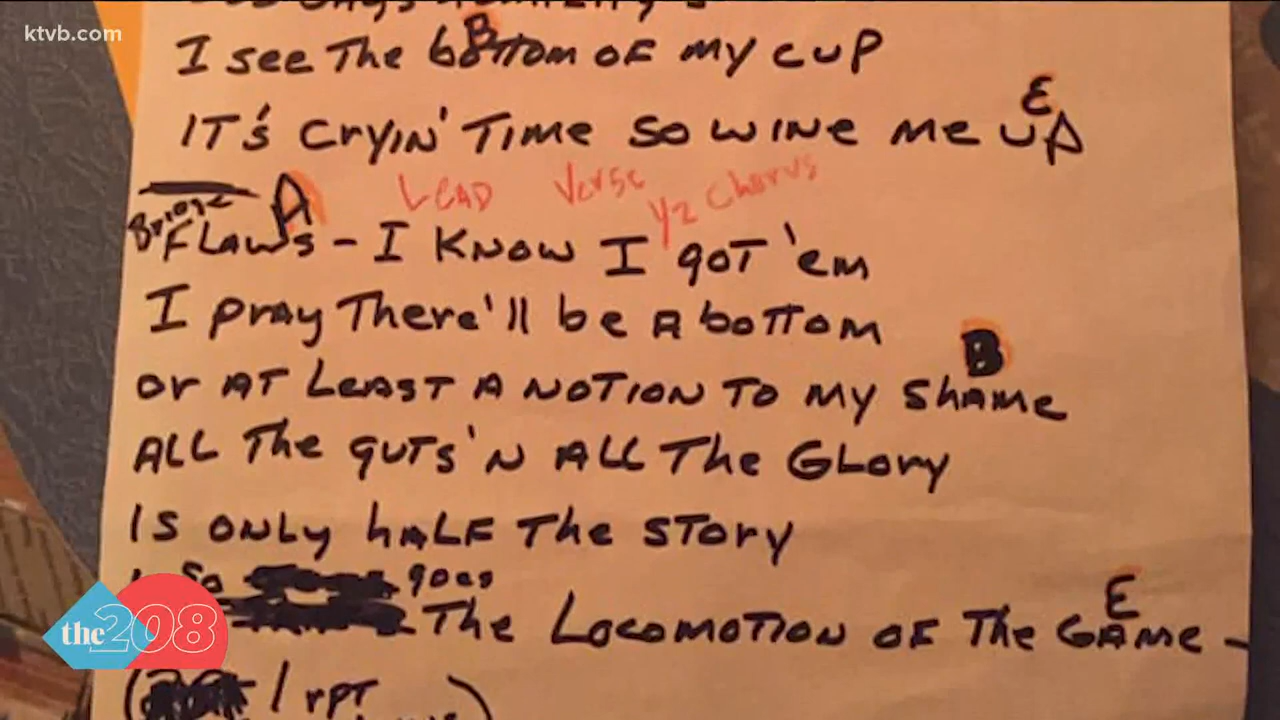 ktvb.com
B
I see The bottom of my cup
E
IT's Cryin' Time so wine me up
LEAD Verse 1/2 Chorus
Bridge A
Flaws - I know I got 'em
I pray There'll be A bottom
B
or AT Least A notion To my shame
All The guts 'n all The Glory
Is only half The story
So goes
The Locomotion of The Game -
E
( / rpt )
the 208